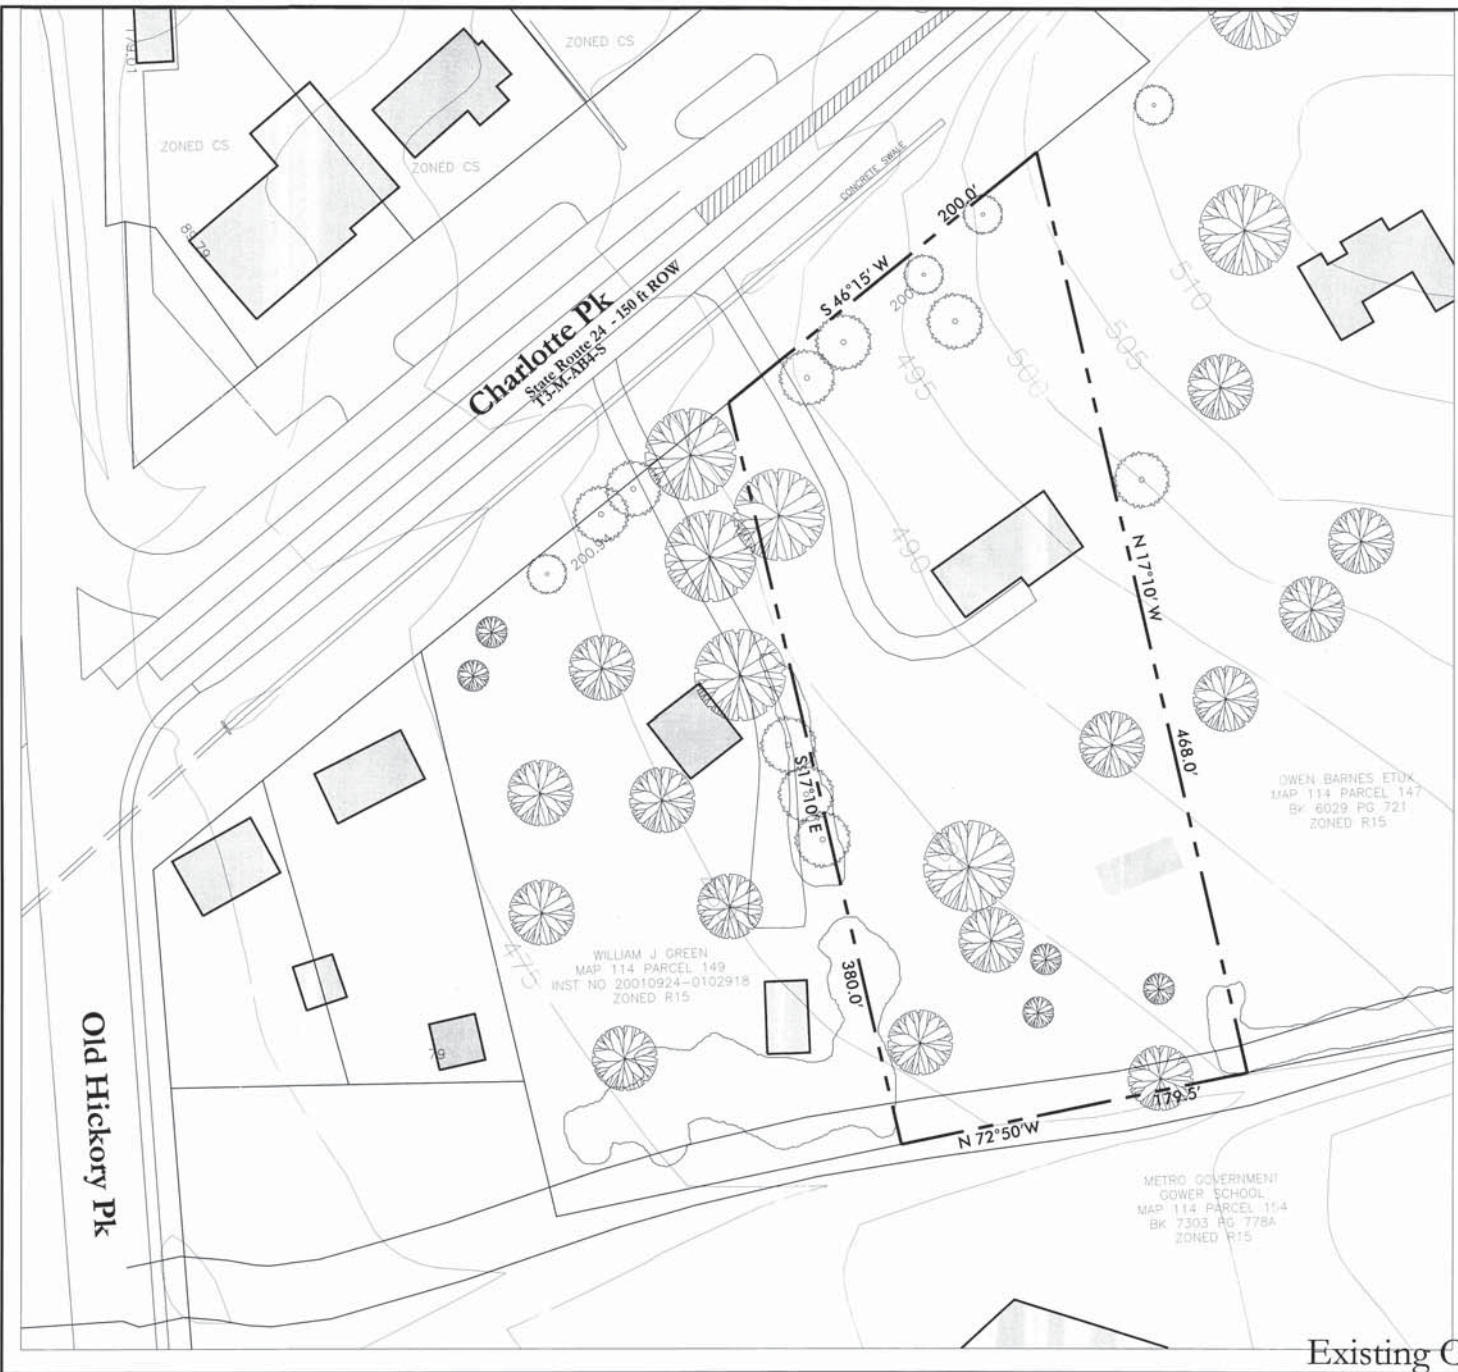 ZONED CS
ZONED CS
ZONED CS
89.79
CONCRETE SWALE
Charlotte Pk
State Route 24 - 150 ft ROW
T3-M-AB4-S
200.0'
S 46°15' W
510
505
500
495
490
N 17°10' W
468.0'
S 17°10' E
380.0'
OWEN BARNES ETUX
MAP 114 PARCEL 147
BK 6029 PG 721
ZONED R15
WILLIAM J GREEN
MAP 114 PARCEL 149
INST NO 20010924-0102918
ZONED R15
475
79
Old Hickory Pk
179.5'
N 72°50'W
METRO GOVERNMENT
GOWER SCHOOL
MAP 114 PARCEL 154
BK 7303 PG 778A
ZONED R15
Existing